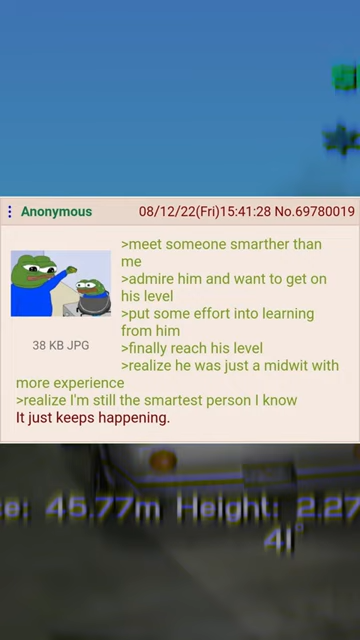 Anonymous 08/12/22(Fri)15:41:28 No.69780019
>meet someone smarther than
me
>admire him and want to get on
his level
>put some effort into learning
from him
38 KB JPG
>finally reach his level
>realize he was just a midwit with
more experience
>realize I'm still the smartest person I know
It just keeps happening.
e: 45.77m Height: 2.27
41°